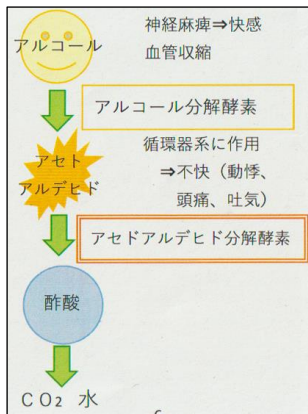 アルコール
神経麻痺⇒快感
血管収縮
アルコール分解酵素
アセト
アルデヒド
循環器系に作用
⇒不快（動悸、
頭痛、吐気）
アセドアルデヒド分解酵素
酢酸
CO₂ 水